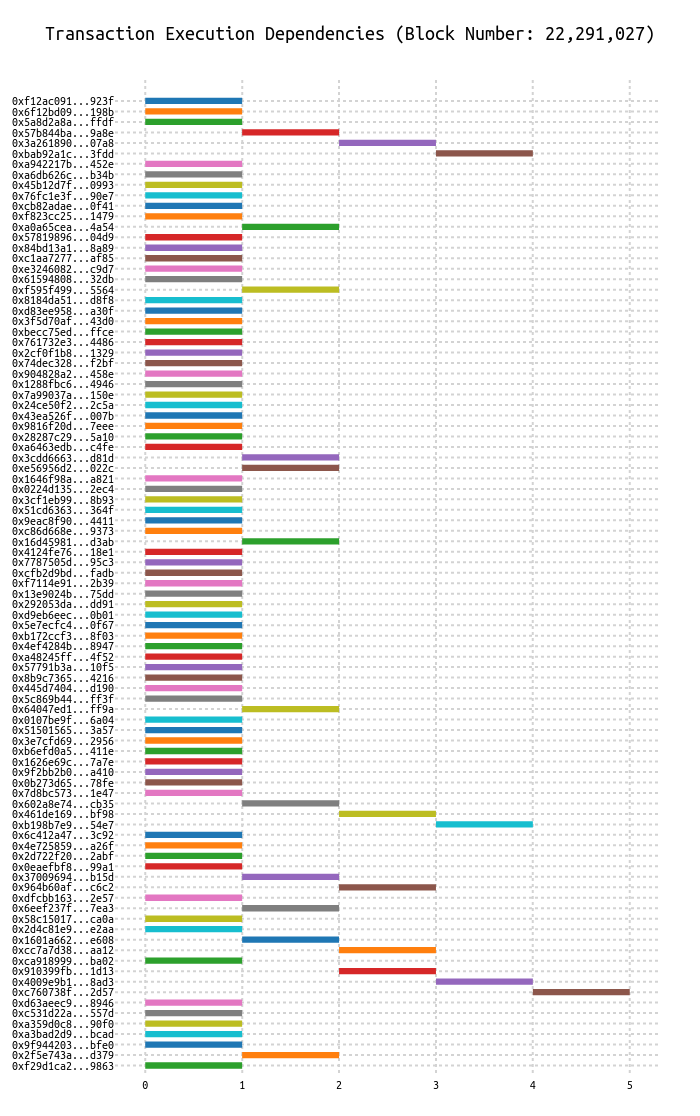 Transaction Execution Dependencies (Block Number: 22,291,027)
0xf12ac091...923f
0x6f12bd09...198b
0x5a8d2a8a...ffdf
0x57b844ba...9a8e
0x3a261890...07a8
0xbab92a1c...3fdd
0xa942217b...452e
0xa6db626c...b34b
0x45b12d7f...0993
0x76fc1e3f...90e7
0xcb82adae...0f41
0xf823cc25...1479
0xa0a65cea...4a54
0x57819896...04d9
0x84bd13a1...8a89
0xc1aa7277...af85
0xe3246082...c9d7
0x61594808...32db
0xf595f499...5564
0x8184da51...d8f8
0xd83ee958...a30f
0x3f5d70af...43d0
0xbecc75ed...ffce
0x761732e3...4486
0x2cf0f1b8...1329
0x74dec328...f2bf
0x904828a2...458e
0x1288fbc6...4946
0x7a99037a...150e
0x24ce50f2...2c5a
0x43ea526f...007b
0x9816f20d...7eee
0x28287c29...5a10
0xa6463edb...c4fe
0x3cdd6663...d81d
0xe56956d2...022c
0x1646f98a...a821
0x0224d135...2ec4
0x3cf1eb99...8b93
0x51cd6363...364f
0x9eac8f90...4411
0xc86d668e...9373
0x16d45981...d3ab
0x4124fe76...18e1
0x7787505d...95c3
0xcfb2d9bd...fadb
0xf7114e91...2b39
0x13e9024b...75dd
0x292053da...dd91
0xd9eb6eec...0b01
0x5e7ecfc4...0f67
0xb172ccf3...8f03
0x4ef4284b...8947
0xa48245ff...4f52
0x57791b3a...10f5
0x8b9c7365...4216
0x445d7404...d190
0x5c869b44...ff3f
0x64047ed1...ff9a
0x0107be9f...6a04
0x51501565...3a57
0x3e7cfd69...2956
0xb6efd0a5...411e
0x1626e69c...7a7e
0x9f2bb2b0...a410
0x0b273d65...78fe
0x7d8bc573...1e47
0x602a8e74...cb35
0x461de169...bf98
0xb198b7e9...54e7
0x6c412a47...3c92
0x4e725859...a26f
0x2d722f20...2abf
0x0eaefbf8...99a1
0x37009694...b15d
0x964b60af...c6c2
0xdfcbb163...2e57
0x6eef237f...7ea3
0x58c15017...ca0a
0x2d4c81e9...e2aa
0x1601a662...e608
0xcc7a7d38...aa12
0xca918999...ba02
0x910399fb...1d13
0x4009e9b1...8ad3
0xc760738f...2d57
0xd63aeec9...8946
0xc531d22a...557d
0xa359d0c8...90f0
0xa3bad2d9...bcad
0x9f944203...bfe0
0x2f5e743a...d379
0xf29d1ca2...9863
0 1 2 3 4 5